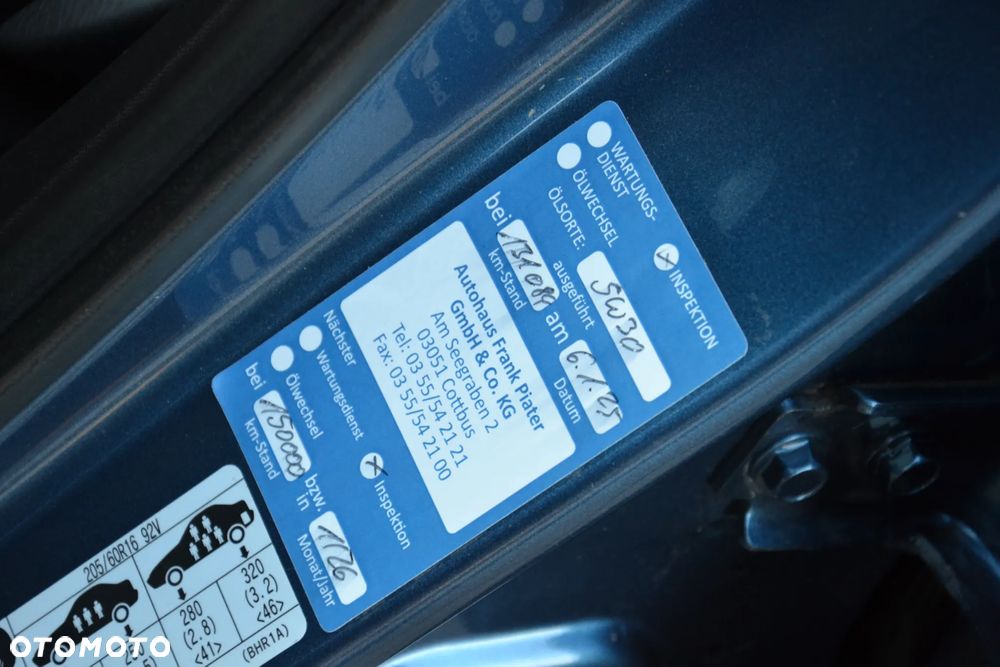 WARTUNGS-
DIENST
INSPEKTION
ÖLWECHSEL
ÖLSORTE: 5W30
ausgeführt
bei 131081 am 6.1.25
km-Stand Datum
Autohaus Frank Piater
GmbH & Co. KG
Am Seegraben 2
03051 Cottbus
Tel: 03 55/54 21 21
Fax: 03 55/54 21 00
Nächster
Wartungsdienst
Inspektion
Ölwechsel
bei 150000 bzw. in 1/26
km-Stand Monat/Jahr
205/60R16 92V
280
(2.8)
<41>
320
(3.2)
<46>
(BHR1A)
OTOMOTO